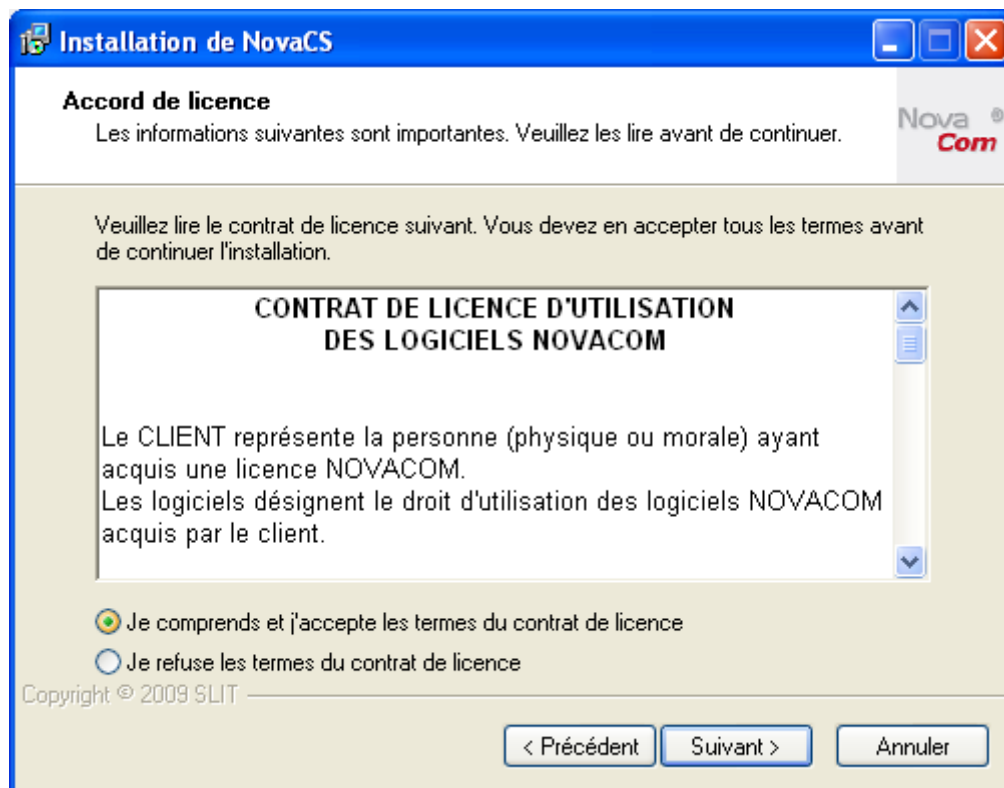 Installation de NovaCS
Accord de licence
Les informations suivantes sont importantes. Veuillez les lire avant de continuer.
Nova ®
Com
Veuillez lire le contrat de licence suivant. Vous devez en accepter tous les termes avant
de continuer l'installation.
CONTRAT DE LICENCE D'UTILISATION
DES LOGICIELS NOVACOM
Le CLIENT représente la personne (physique ou morale) ayant
acquis une licence NOVACOM.
Les logiciels désignent le droit d'utilisation des logiciels NOVACOM
acquis par le client.
Je comprends et j'accepte les termes du contrat de licence
Je refuse les termes du contrat de licence
Copyright © 2009 SLIT
< Précédent
Suivant >
Annuler